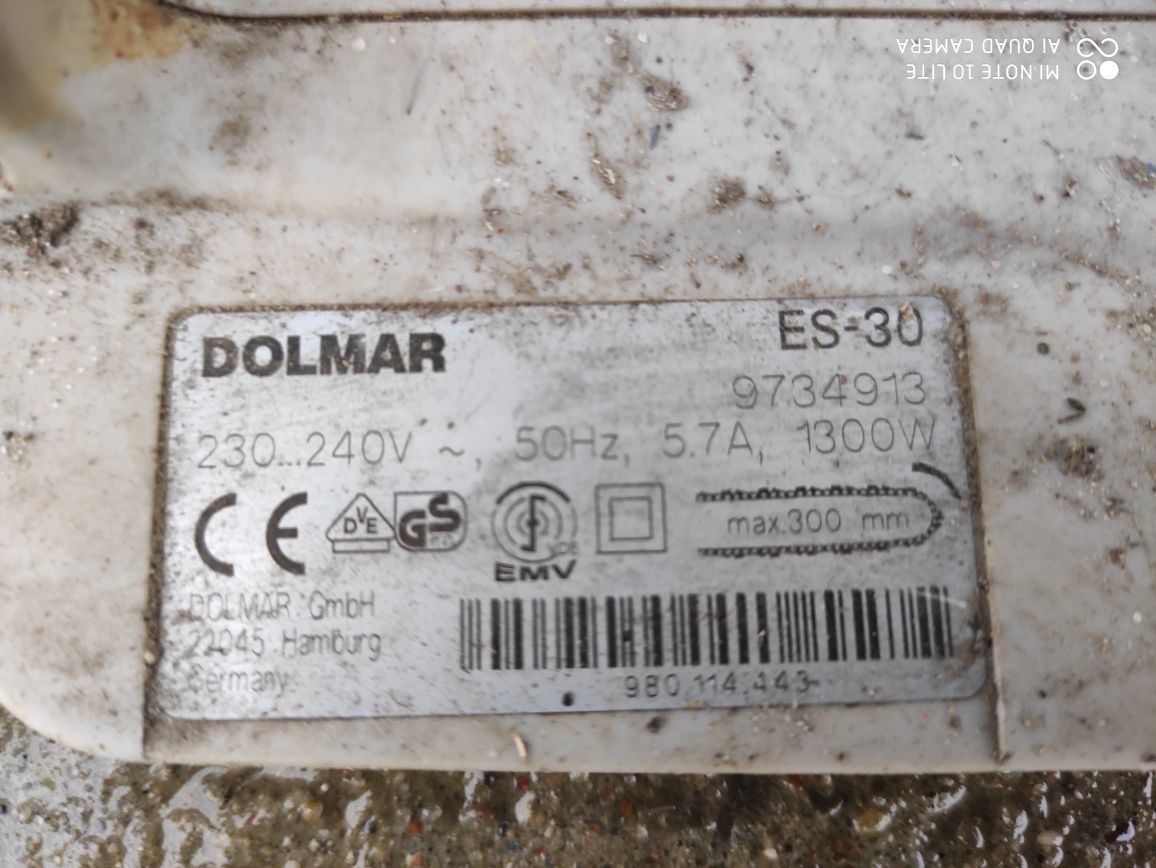 DOLMAR ES-30
9734913
230...240V ~, 50Hz, 5.7A, 1300W
CE DVE GS EMV max.300 mm
DOLMAR GmbH
22045 Hamburg
Germany
980.114.443
MI NOTE 10 LITE
AI QUAD CAMERA